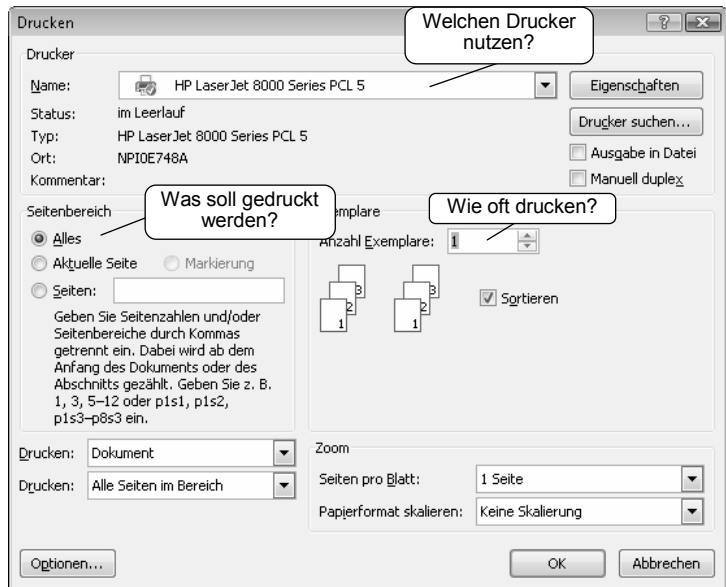 Drucken
Welchen Drucker
nutzen?
Drucker
Name: HP LaserJet 8000 Series PCL 5
Eigenschaften
Status: im Leerlauf
Drucker suchen...
Typ: HP LaserJet 8000 Series PCL 5
Ort: NPI0E748A
Ausgabe in Datei
Kommentar:
Manuell duplex
Was soll gedruckt
werden?
Wie oft drucken?
Seitenbereich
Alles
Aktuelle Seite Markierung
Seiten:
Geben Sie Seitenzahlen und/oder
Seitenbereiche durch Kommas
getrennt ein. Dabei wird ab dem
Anfang des Dokuments oder des
Abschnitts gezählt. Geben Sie z. B.
1, 3, 5–12 oder p1s1, p1s2,
p1s3–p8s3 ein.
emplare
Anzahl Exemplare: 1
3 3
2 2
1 1
Sortieren
Drucken: Dokument
Drucken: Alle Seiten im Bereich
Zoom
Seiten pro Blatt: 1 Seite
Papierformat skalieren: Keine Skalierung
Optionen...
OK
Abbrechen